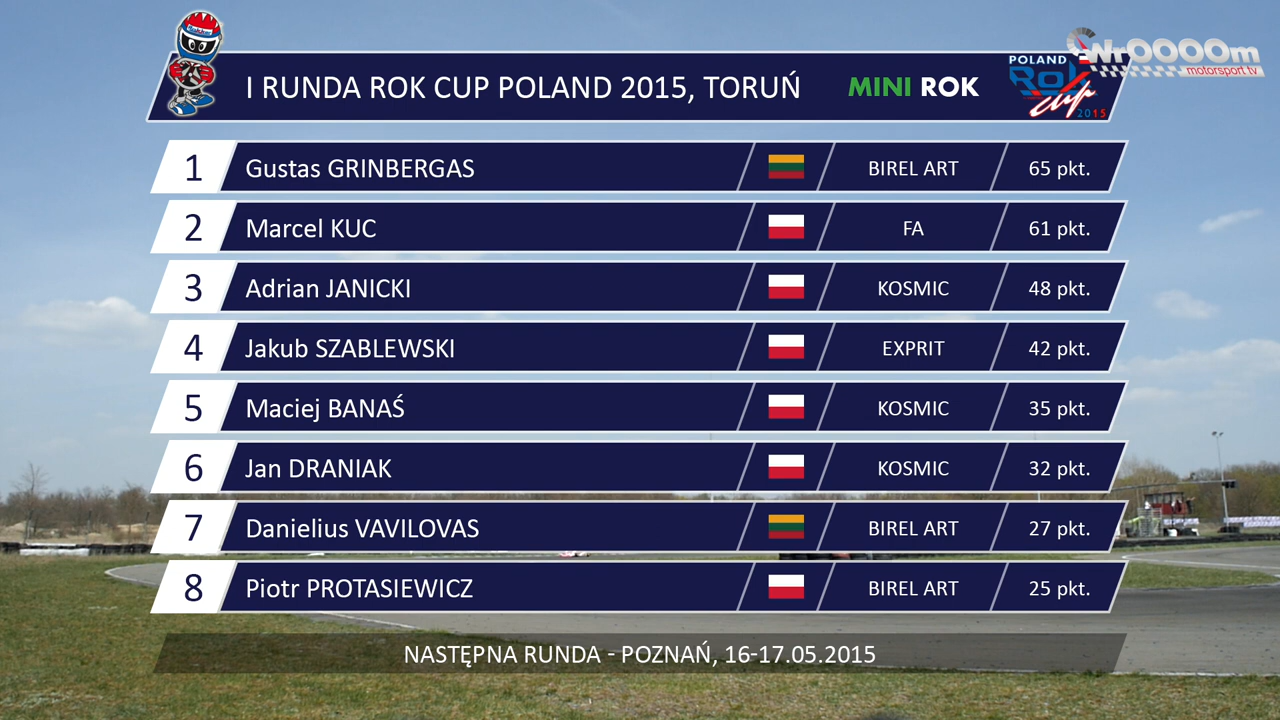 I RUNDA ROK CUP POLAND 2015, TORUŃ MINI ROK POLAND Rok cup 2015
WrOOOOm motorsport tv
1 Gustas GRINBERGAS BIREL ART 65 pkt.
2 Marcel KUC FA 61 pkt.
3 Adrian JANICKI KOSMIC 48 pkt.
4 Jakub SZABLEWSKI EXPRIT 42 pkt.
5 Maciej BANAŚ KOSMIC 35 pkt.
6 Jan DRANIAK KOSMIC 32 pkt.
7 Danielius VAVILOVAS BIREL ART 27 pkt.
8 Piotr PROTASIEWICZ BIREL ART 25 pkt.
NASTĘPNA RUNDA - POZNAŃ, 16-17.05.2015